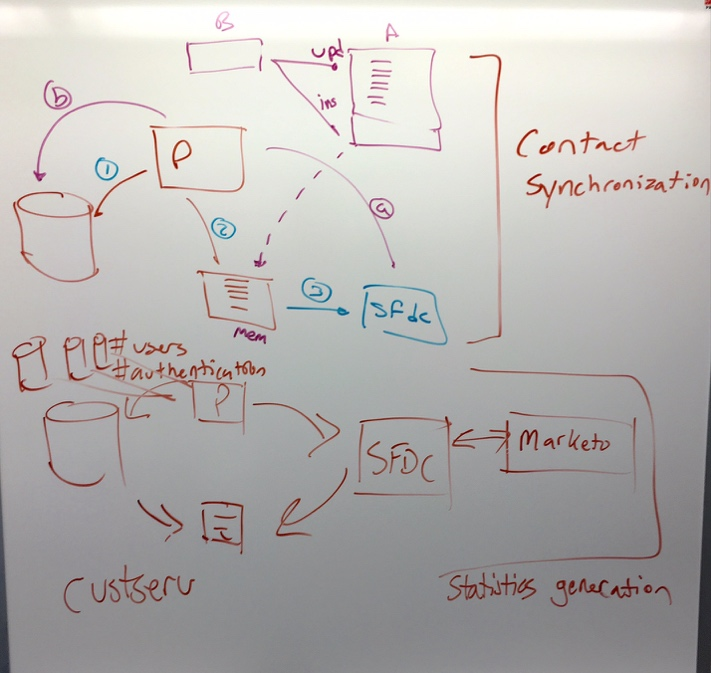 B
A
upd
ins
b
P
1
Contact
Synchronization
a
2
3
SFdc
mem
#users
#authentication
P
SFDC
Marketo
Custserv
Statistics generation